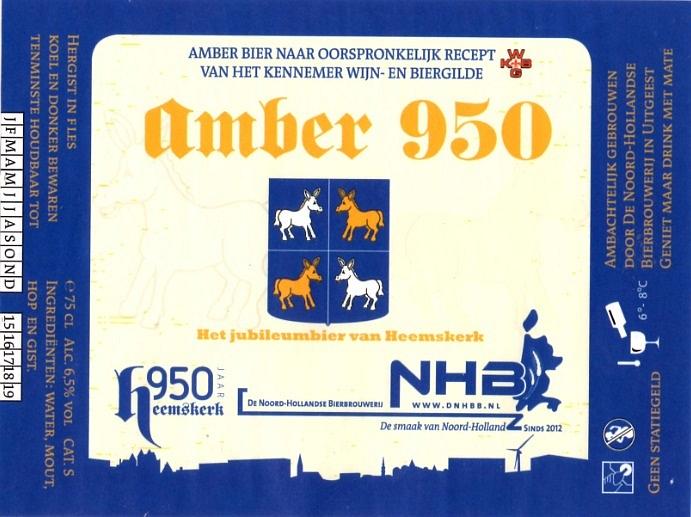 AMBER BIER NAAR OORSPRONKELIJK RECEPT
VAN HET KENNEMER WIJN- EN BIERGILDE
W
K B
G
Amber 950
Het jubileumbier van Heemskerk
950 JAAR
heemskerk
DE NOORD-HOLLANDSE BIERBROUWERIJ
NHB
WWW.DNHBB.NL
De smaak van Noord-Holland
SINDS 2012
HERGIST IN FLES
KOEL EN DONKER BEWAREN
TENMINSTE HOUDBAAR TOT
J F M A M J J A S O N D 15 16 17 18 19
℮ 75 CL ALC 6,5% VOL CAT. S
INGREDIËNTEN: WATER, MOUT,
HOP EN GIST.
AMBACHTELIJK GEBROUWEN
DOOR DE NOORD-HOLLANDSE
BIERBROUWERIJ IN UITGEEST
GENIET MAAR DRINK MET MATE
6°- 8°C
GEEN STATIEGELD